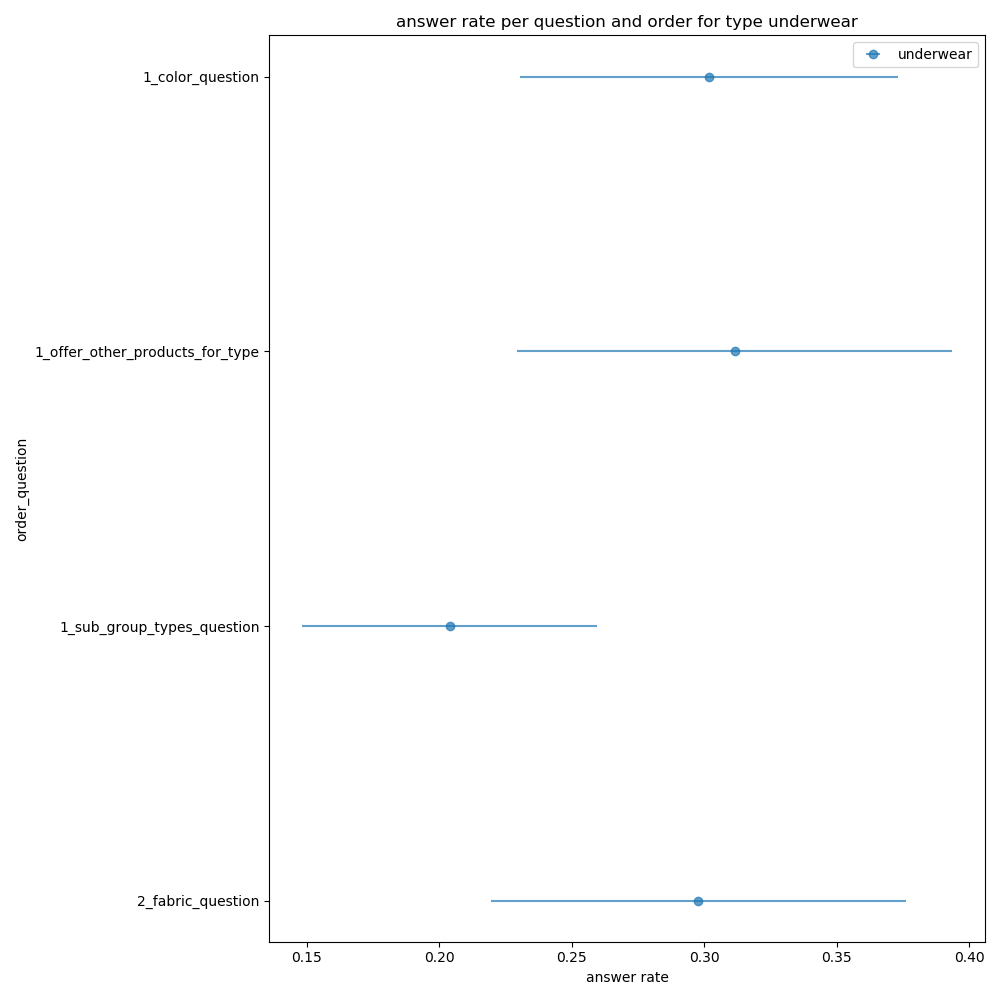 answer rate per question and order for type underwear
underwear
1_color_question
1_offer_other_products_for_type
order_question
1_sub_group_types_question
2_fabric_question
0.15 0.20 0.25 0.30 0.35 0.40
answer rate